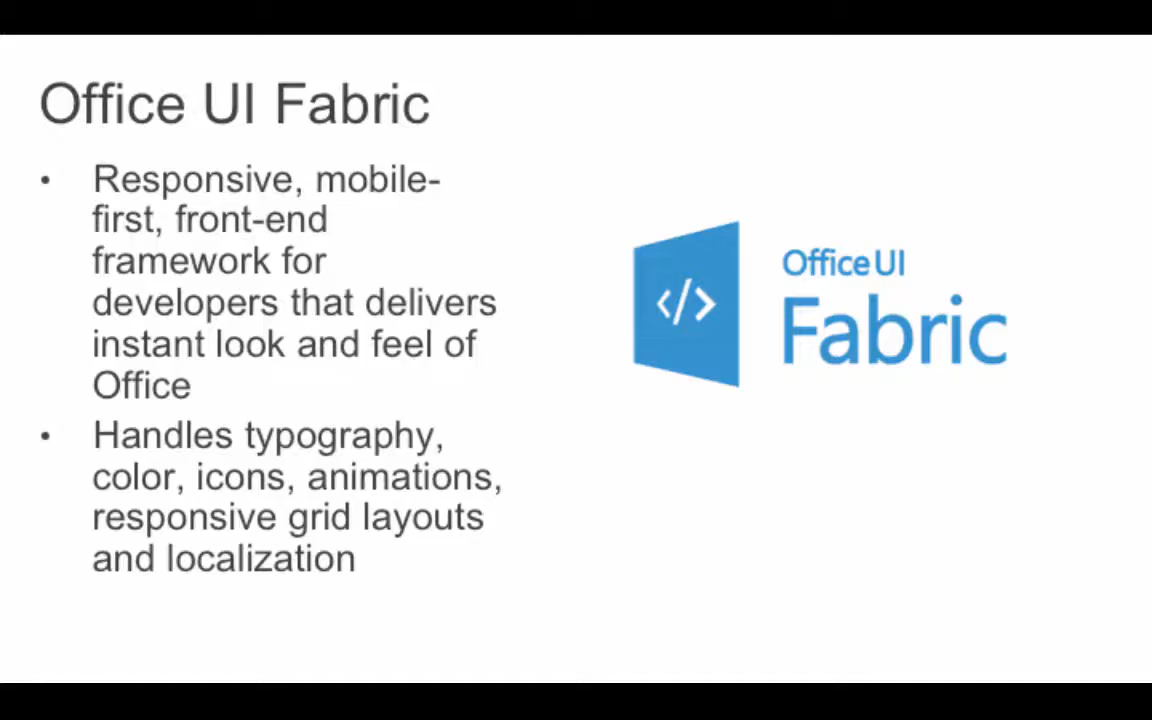 Office UI Fabric
• Responsive, mobile-
first, front-end
framework for
developers that delivers
instant look and feel of
Office
• Handles typography,
color, icons, animations,
responsive grid layouts
and localization
</>
Office UI
Fabric